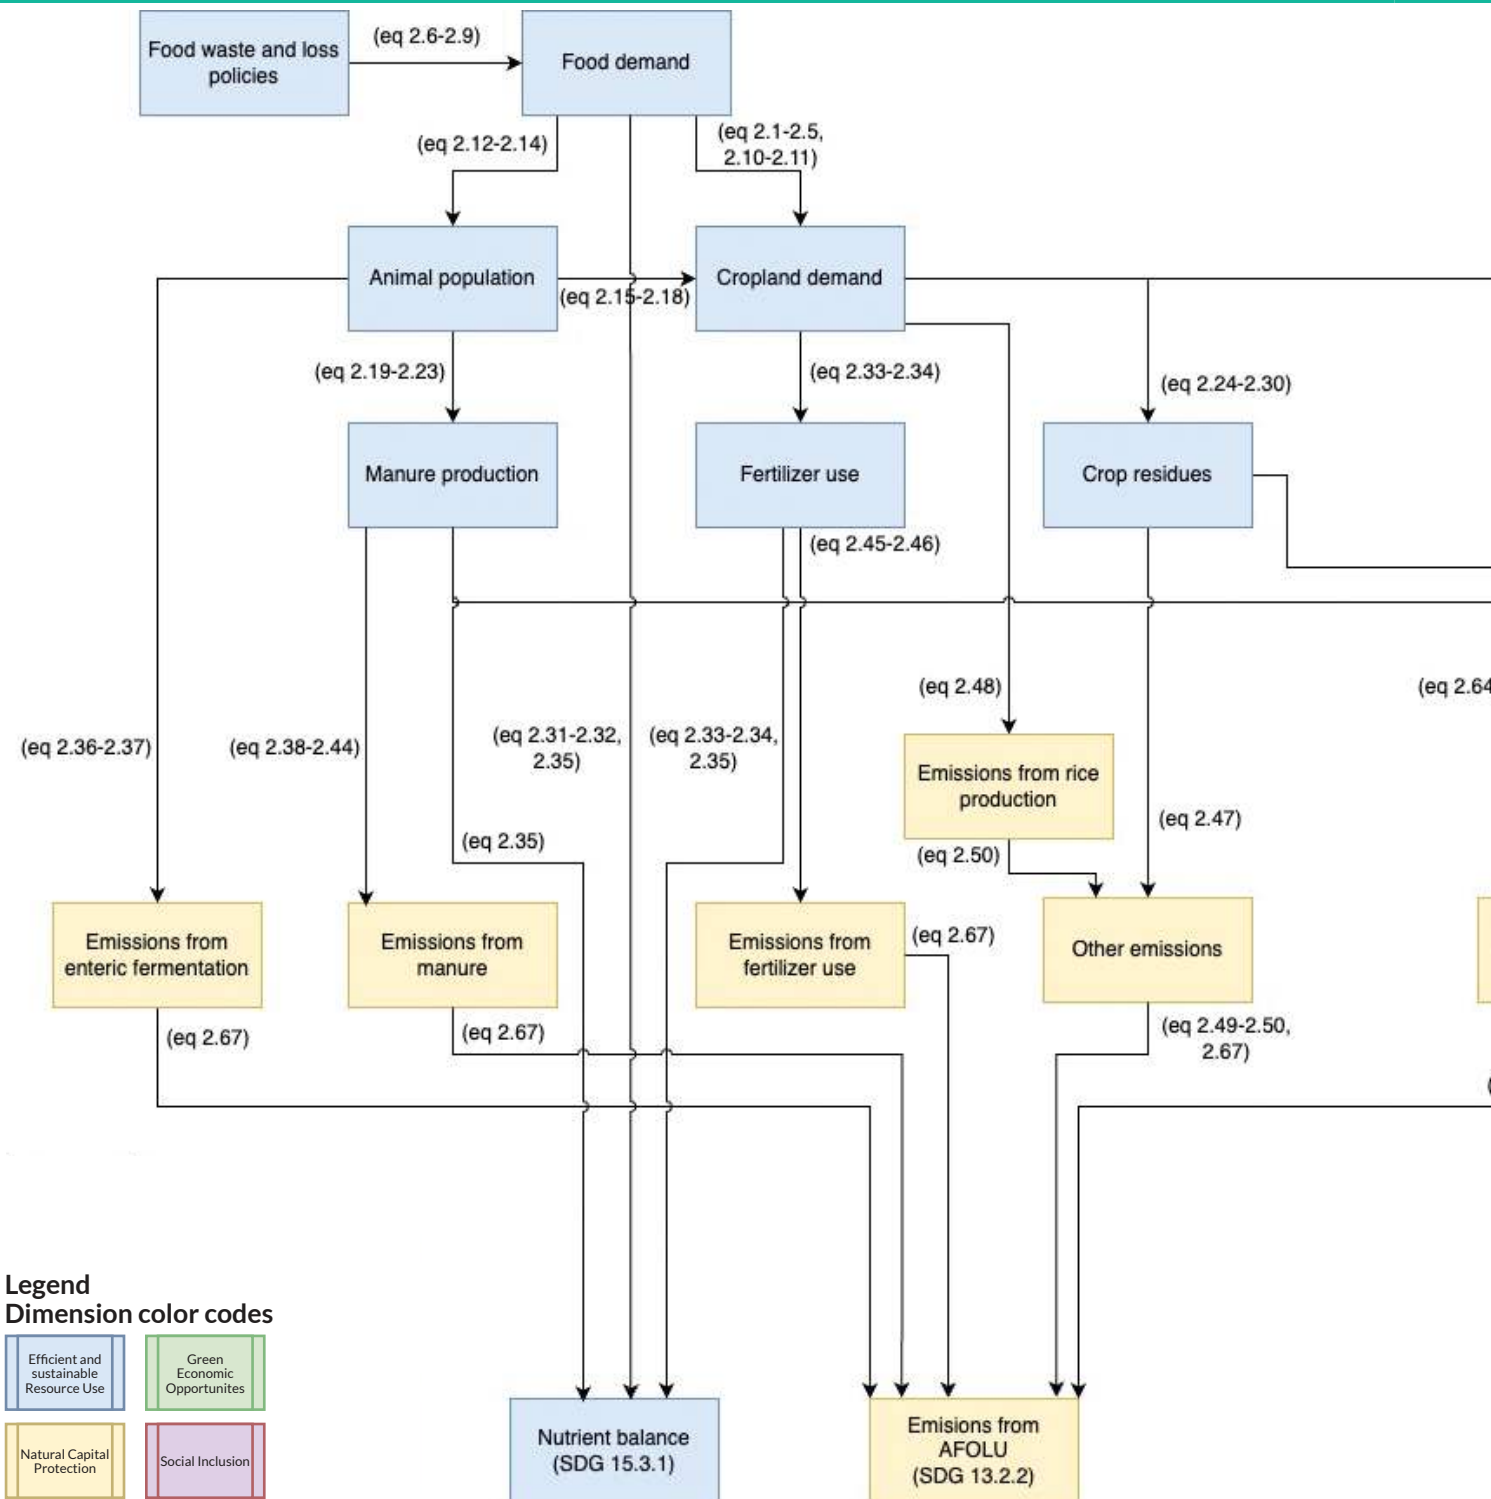 Food waste and loss
policies
(eq 2.6-2.9)
Food demand
(eq 2.12-2.14)
(eq 2.1-2.5,
2.10-2.11)
Animal population
(eq 2.15-2.18)
Cropland demand
(eq 2.19-2.23)
(eq 2.33-2.34)
(eq 2.24-2.30)
Manure production
Fertilizer use
Crop residues
(eq 2.45-2.46)
(eq 2.48)
(eq 2.64
(eq 2.36-2.37)
(eq 2.38-2.44)
(eq 2.31-2.32,
2.35)
(eq 2.33-2.34,
2.35)
Emissions from rice
production
(eq 2.47)
(eq 2.35)
(eq 2.50)
Emissions from
enteric fermentation
Emissions from
manure
Emissions from
fertilizer use
(eq 2.67)
Other emissions
(eq 2.67)
(eq 2.67)
(eq 2.49-2.50,
2.67)
(
Legend
Dimension color codes
Efficient and
sustainable
Resource Use
Green
Economic
Opportunites
Natural Capital
Protection
Social Inclusion
Nutrient balance
(SDG 15.3.1)
Emisions from
AFOLU
(SDG 13.2.2)